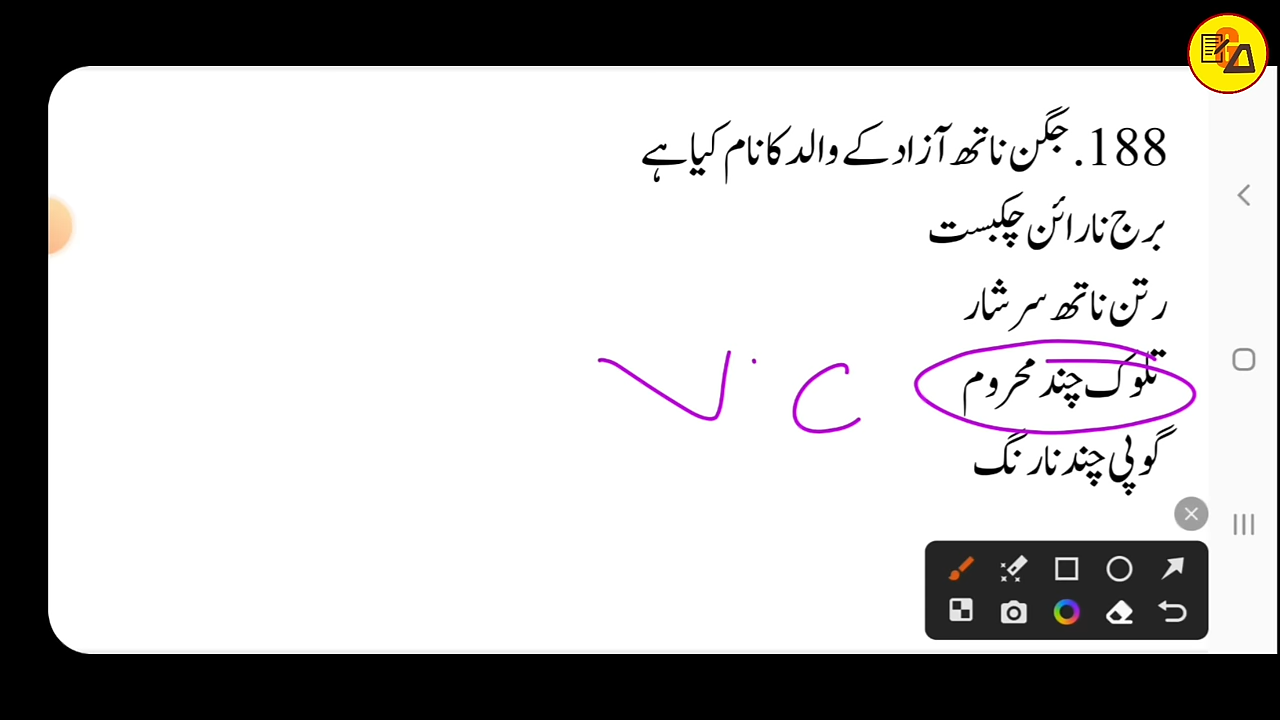 188. جگن ناتھ آزاد کے والد کا نام کیا ہے
برج نارائن چکبست
رتن ناتھ سرشار
تلوک چند محروم C
گوپی چند نارنگ